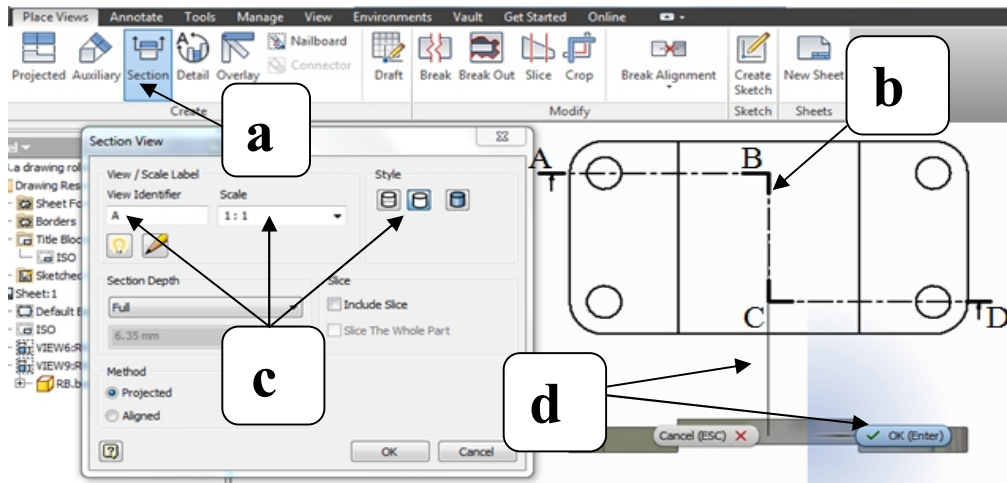 Place Views Annotate Tools Manage View Environments Vault Get Started Online
Nailboard
Connector
Projected Auxiliary Section Detail Overlay Draft Break Break Out Slice Crop Break Alignment Create Sketch New Sheet
Create Modify Sketch Sheets
a
b
Section View
a drawing rol
Drawing Res
Sheet Fo
Borders
Title Bloc
ISO
Sketched
Sheet:1
Default B
ISO
VIEW6:R
VIEW9:R
RB.b
View / Scale Label
View Identifier Scale
A 1 : 1
Style
Section Depth
Full
6.35 mm
Slice
Include Slice
Slice The Whole Part
Method
Projected
Aligned
OK Cancel
c
A B
C D
d
Cancel (ESC) OK (Enter)